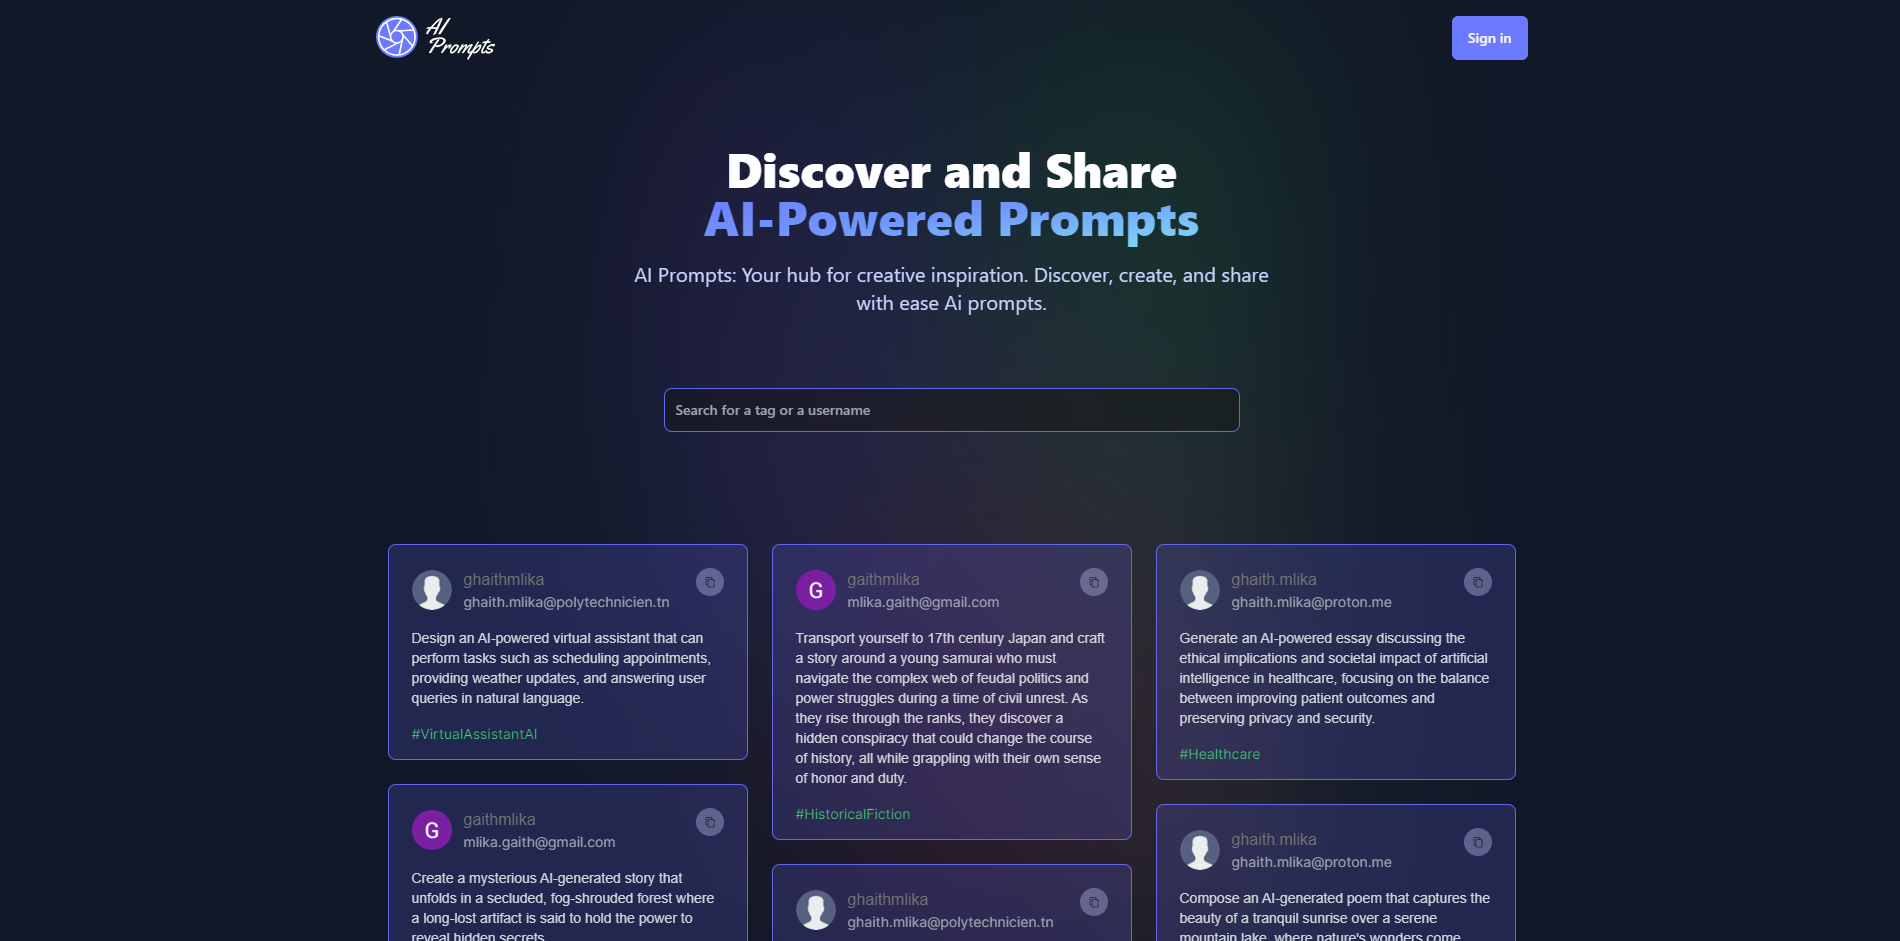 AI
Prompts
Sign in
Discover and Share
AI-Powered Prompts
AI Prompts: Your hub for creative inspiration. Discover, create, and share
with ease Ai prompts.
Search for a tag or a username
ghaithmlika
ghaith.mlika@polytechnicien.tn
Design an AI-powered virtual assistant that can
perform tasks such as scheduling appointments,
providing weather updates, and answering user
queries in natural language.
#VirtualAssistantAI
G
gaithmlika
mlika.gaith@gmail.com
Create a mysterious AI-generated story that
unfolds in a secluded, fog-shrouded forest where
a long-lost artifact is said to hold the power to
reveal hidden secrets.
G
gaithmlika
mlika.gaith@gmail.com
Transport yourself to 17th century Japan and craft
a story around a young samurai who must
navigate the complex web of feudal politics and
power struggles during a time of civil unrest. As
they rise through the ranks, they discover a
hidden conspiracy that could change the course
of history, all while grappling with their own sense
of honor and duty.
#HistoricalFiction
ghaithmlika
ghaith.mlika@polytechnicien.tn
ghaith.mlika
ghaith.mlika@proton.me
Generate an AI-powered essay discussing the
ethical implications and societal impact of artificial
intelligence in healthcare, focusing on the balance
between improving patient outcomes and
preserving privacy and security.
#Healthcare
ghaith.mlika
ghaith.mlika@proton.me
Compose an AI-generated poem that captures the
beauty of a tranquil sunrise over a serene
mountain lake, where nature's wonders come